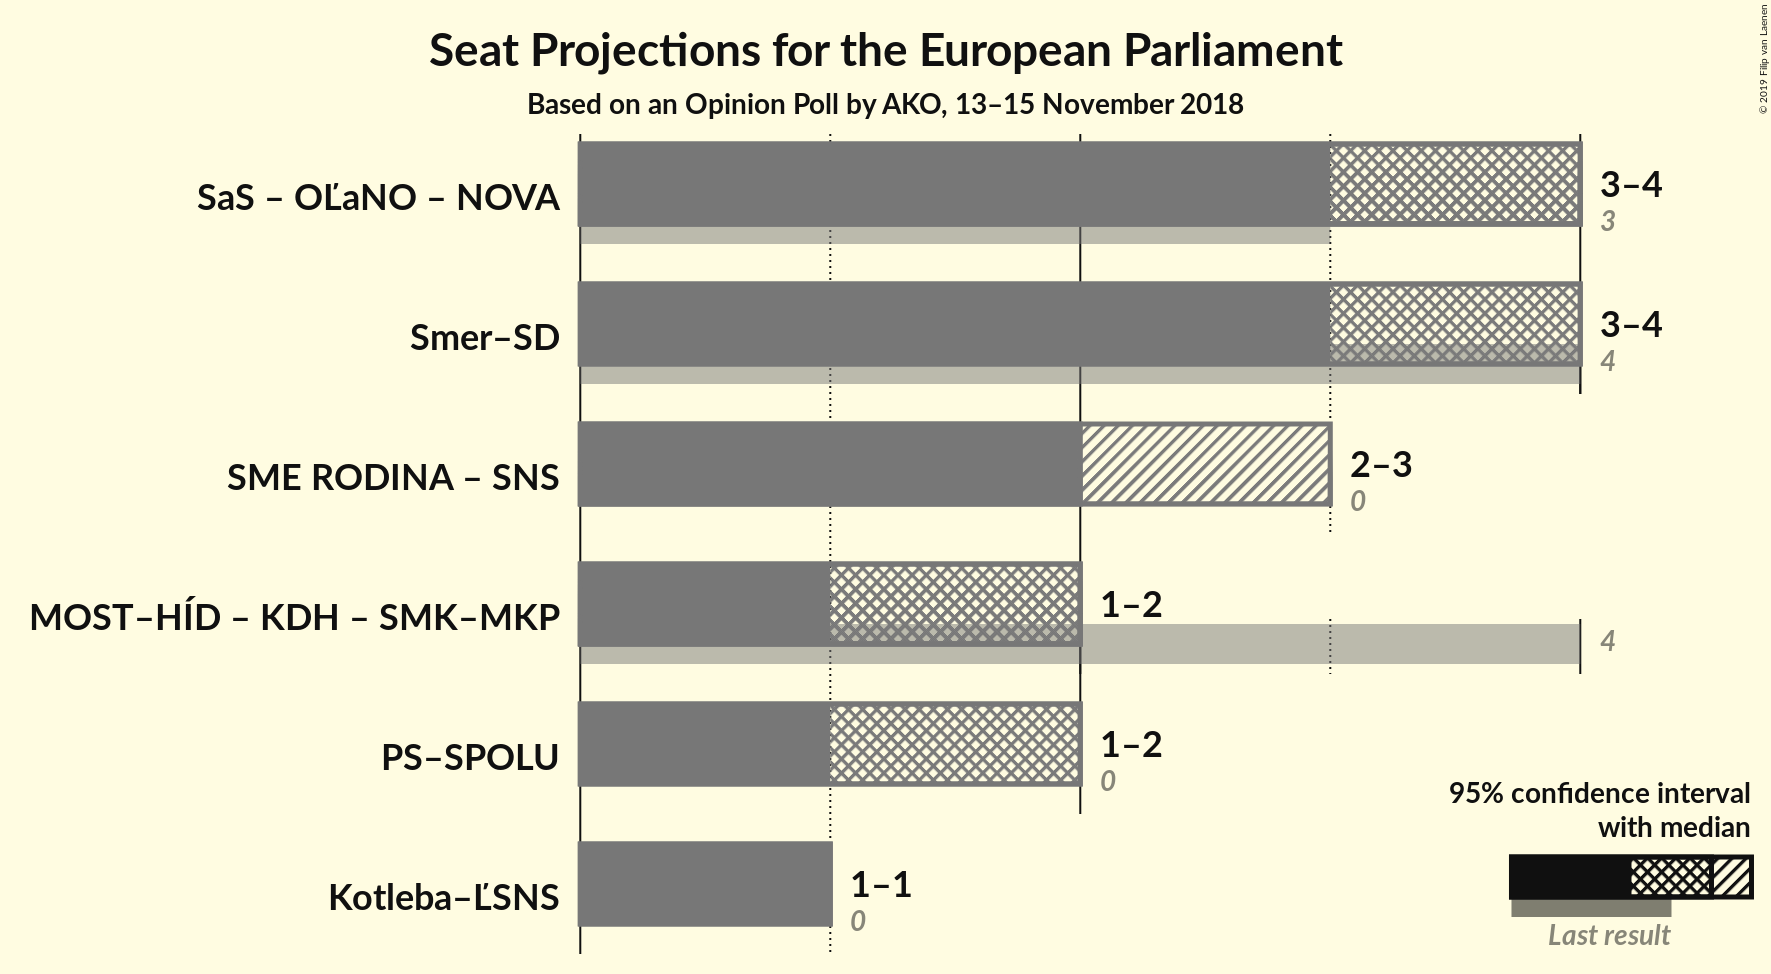 Seat Projections for the European Parliament
Based on an Opinion Poll by AKO, 13–15 November 2018
© 2019 Filip van Laenen
SaS – OĽaNO – NOVA
3–4
3
Smer–SD
3–4
4
SME RODINA – SNS
2–3
0
MOST–HÍD – KDH – SMK–MKP
1–2
4
PS–SPOLU
1–2
0
Kotleba–ĽSNS
1–1
0
95% confidence interval
with median
Last result